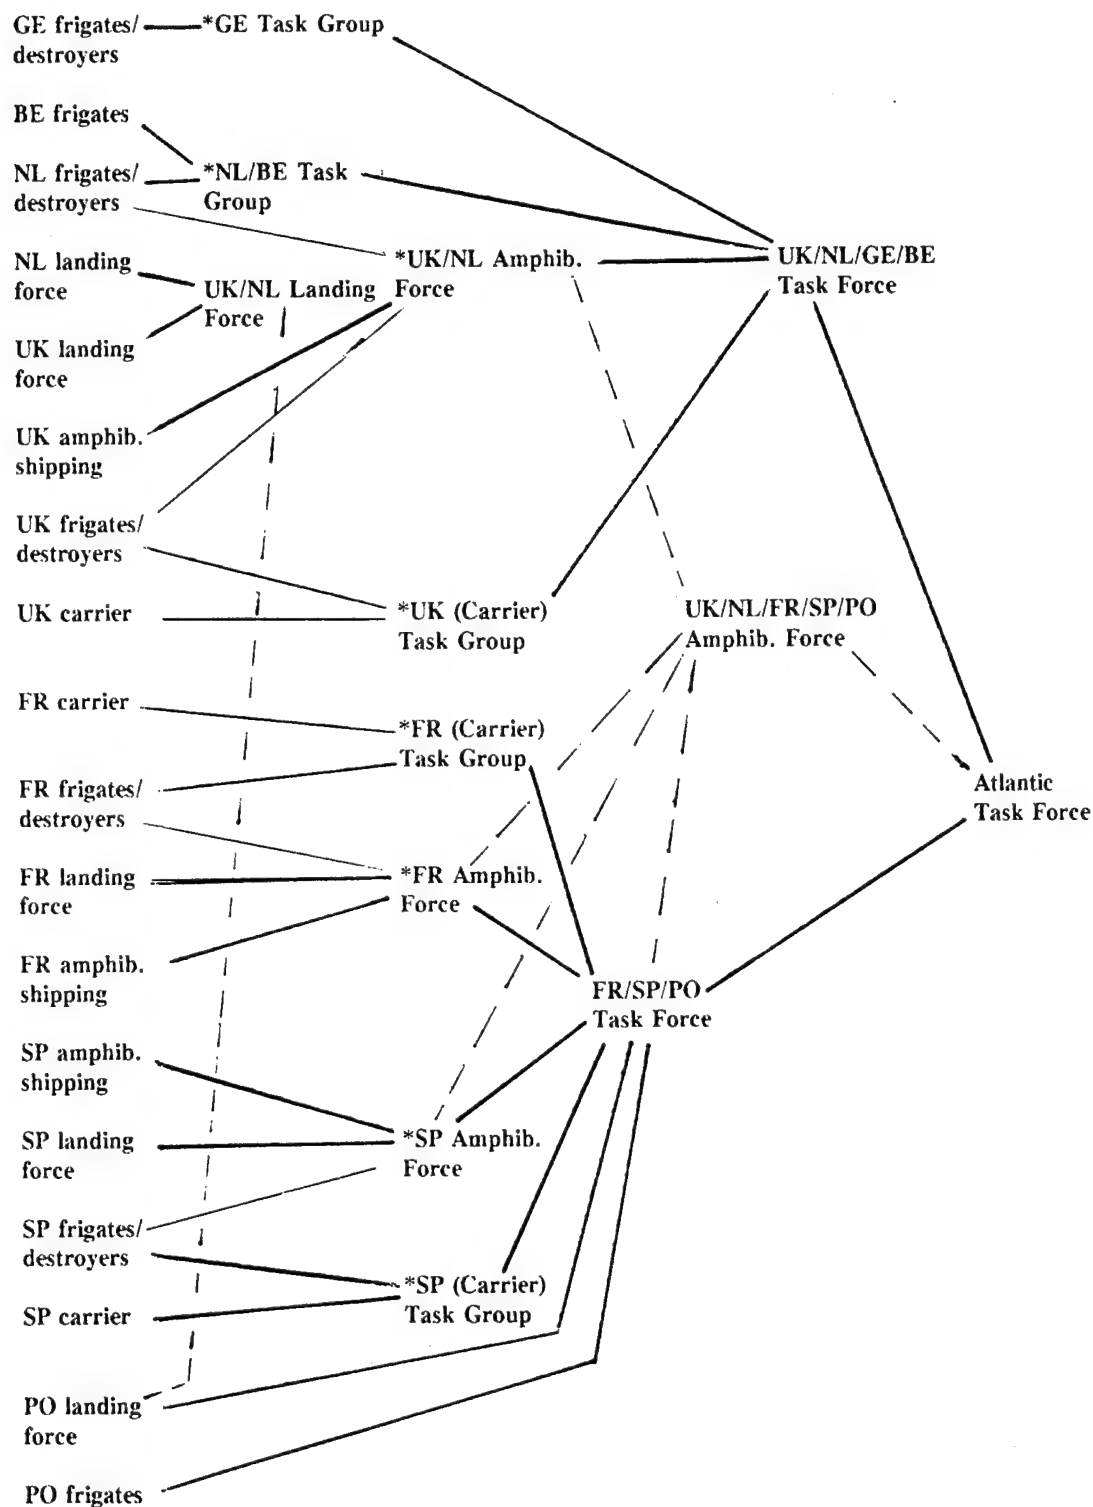 GE frigates/
destroyers
*GE Task Group
BE frigates
NL frigates/
destroyers
*NL/BE Task
Group
NL landing
force
UK/NL Landing
Force
*UK/NL Amphib.
Force
UK/NL/GE/BE
Task Force
UK landing
force
UK amphib.
shipping
UK frigates/
destroyers
UK carrier
*UK (Carrier)
Task Group
UK/NL/FR/SP/PO
Amphib. Force
FR carrier
*FR (Carrier)
Task Group
FR frigates/
destroyers
Atlantic
Task Force
FR landing
force
*FR Amphib.
Force
FR amphib.
shipping
FR/SP/PO
Task Force
SP amphib.
shipping
SP landing
force
*SP Amphib.
Force
SP frigates/
destroyers
SP carrier
*SP (Carrier)
Task Group
PO landing
force
PO frigates